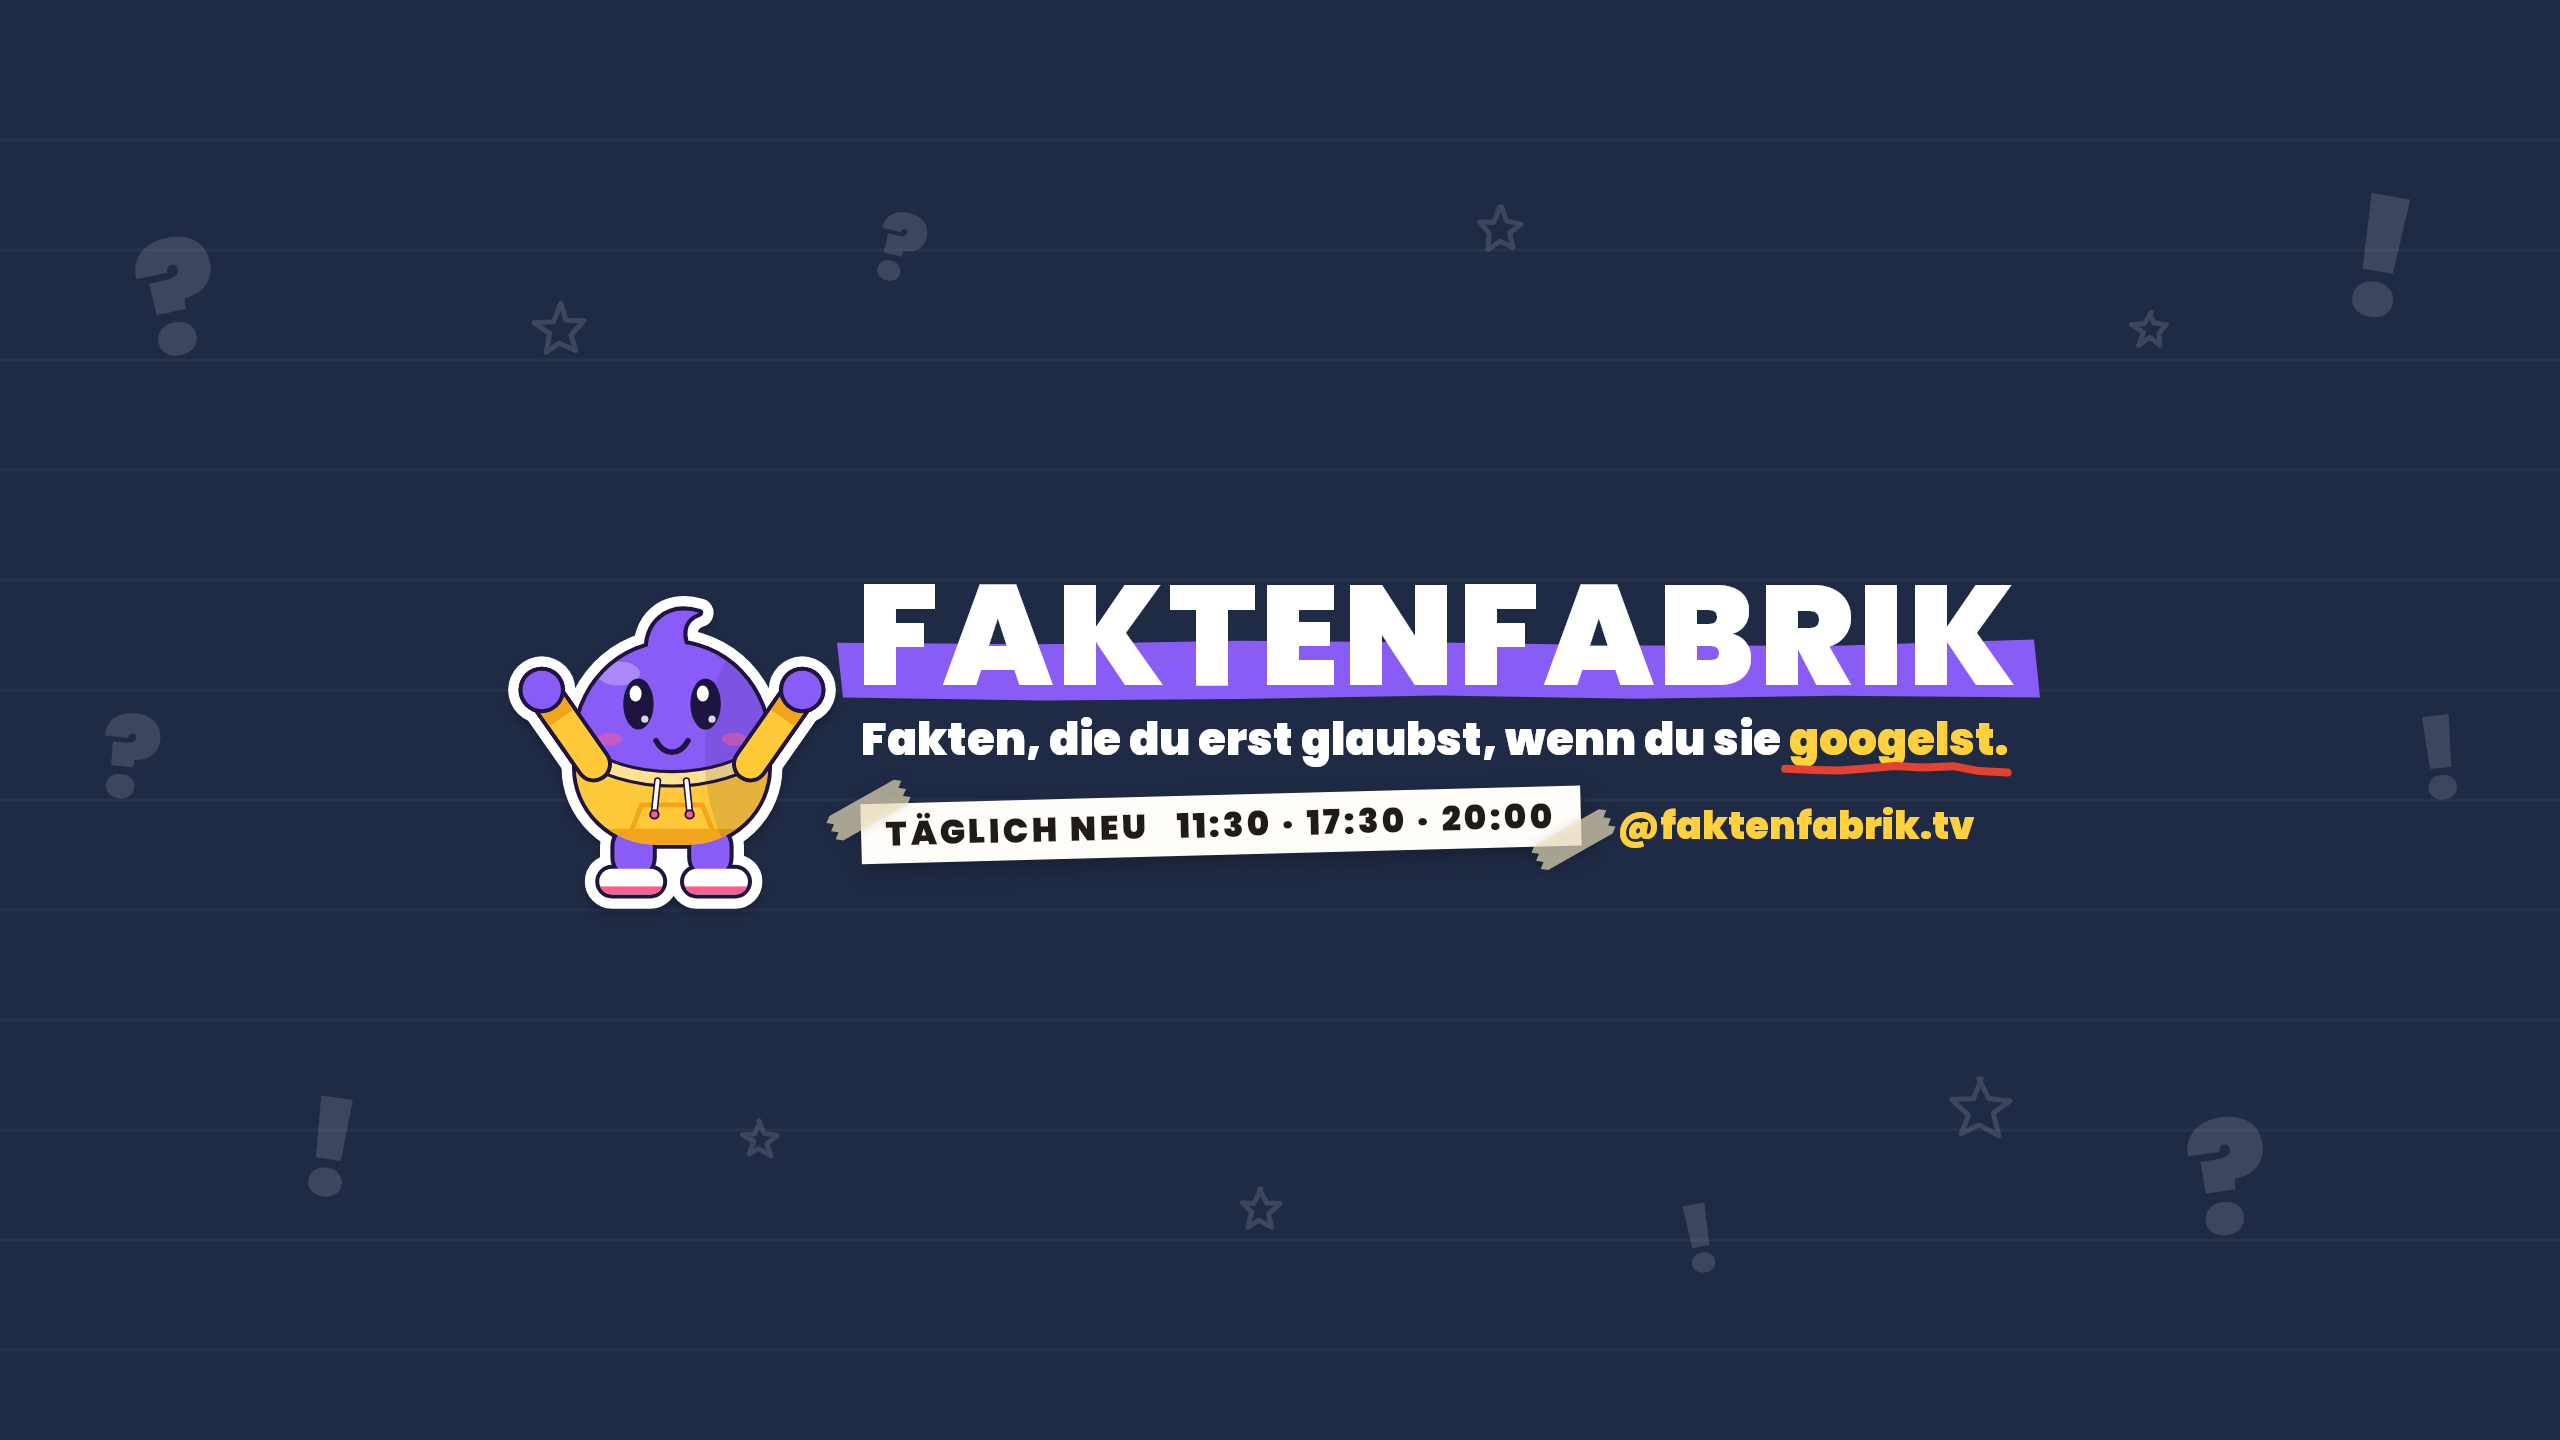 FAKTENFABRIK
Fakten, die du erst glaubst, wenn du sie googelst.
TÄGLICH NEU 11:30 · 17:30 · 20:00
@faktenfabrik.tv